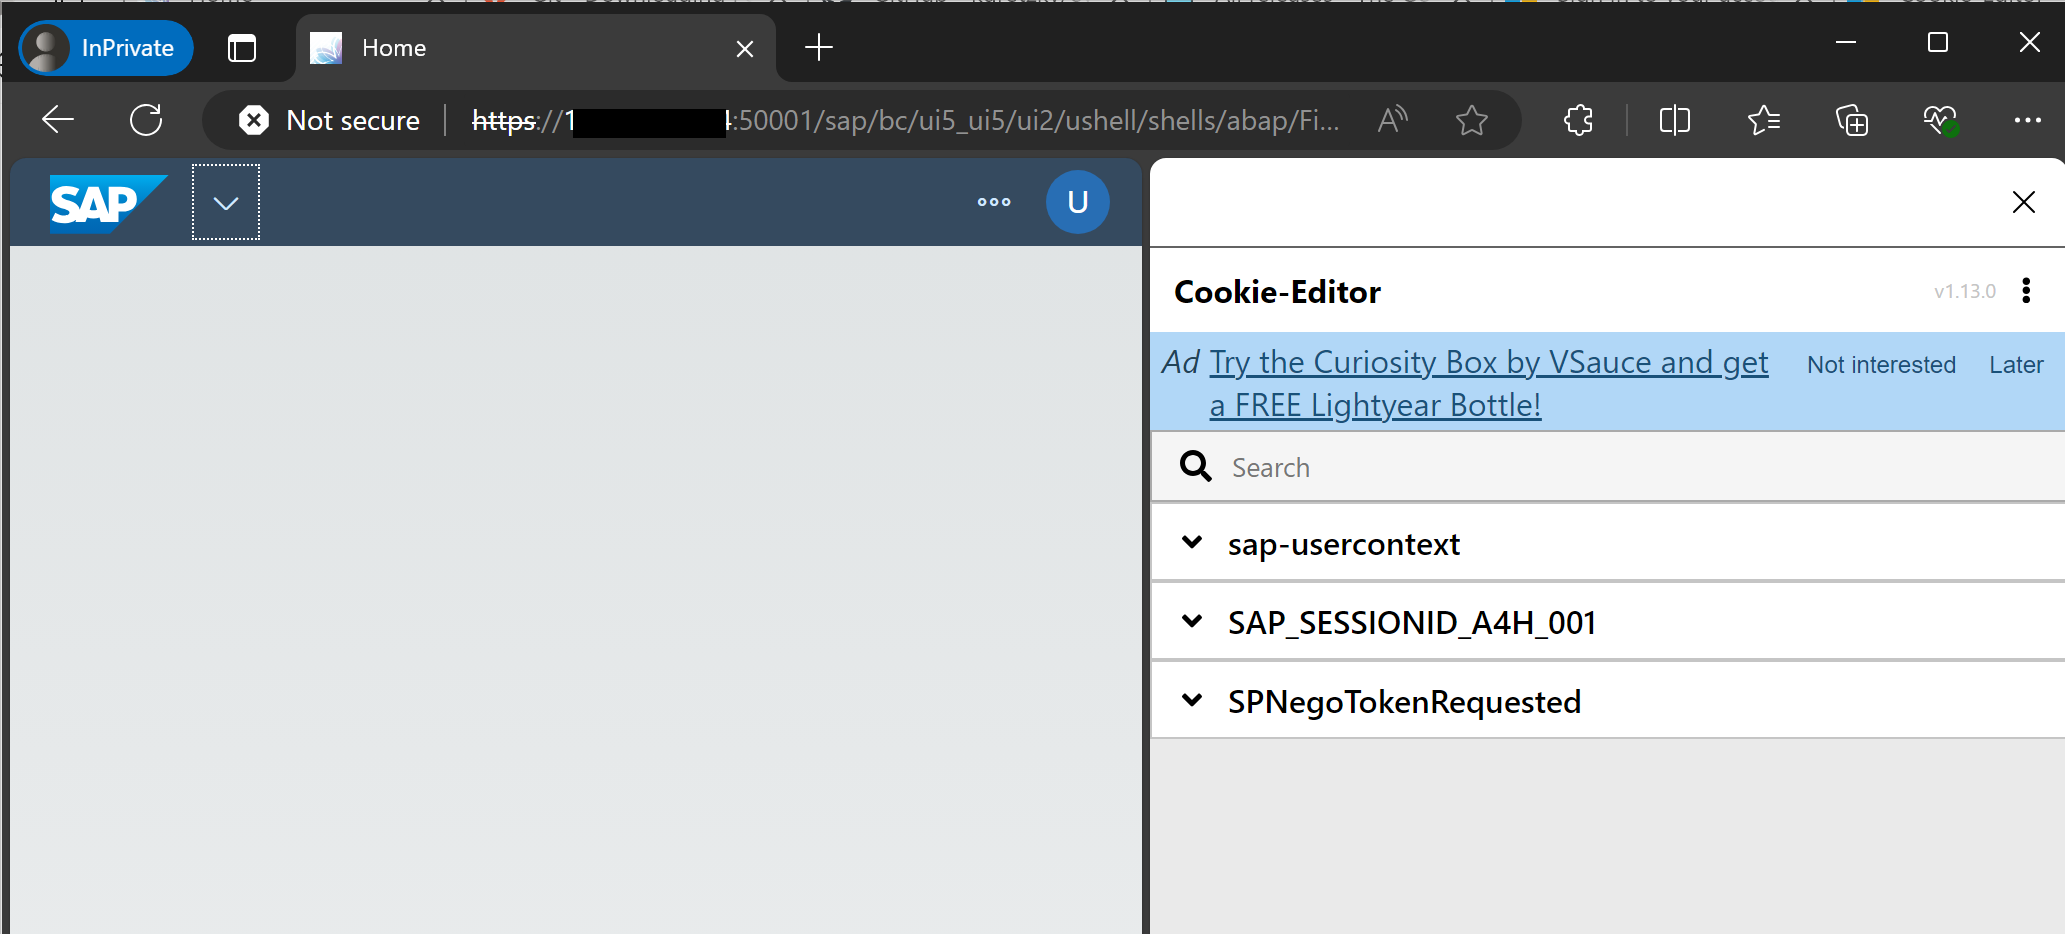 InPrivate
Home
Not secure
https://1
4:50001/sap/bc/ui5_ui5/ui2/ushell/shells/abap/Fi...
SAP
U
Cookie-Editor
v1.13.0
Ad Try the Curiosity Box by VSauce and get
a FREE Lightyear Bottle!
Not interested
Later
Search
sap-usercontext
SAP_SESSIONID_A4H_001
SPNegoTokenRequested